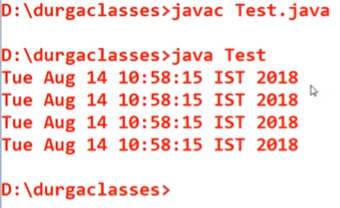 D:\durgaclasses>javac Test.java
D:\durgaclasses>java Test
Tue Aug 14 10:58:15 IST 2018
Tue Aug 14 10:58:15 IST 2018
Tue Aug 14 10:58:15 IST 2018
Tue Aug 14 10:58:15 IST 2018
D:\durgaclasses>